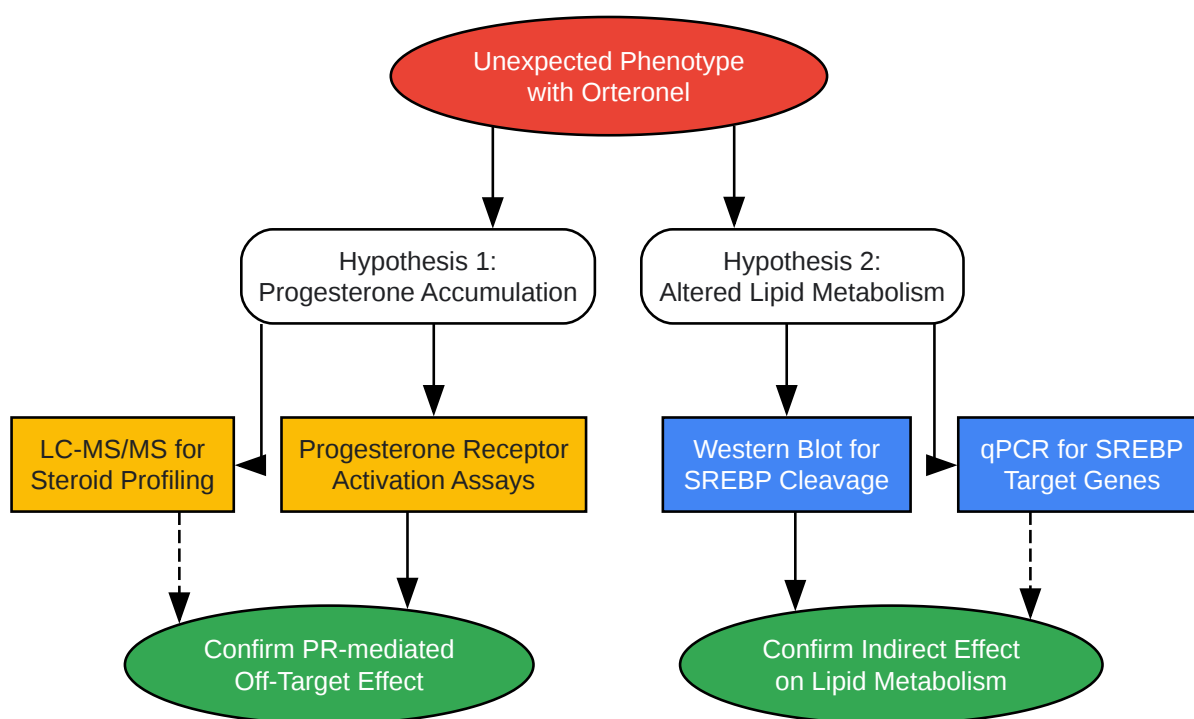 Unexpected Phenotype
with Orteronel
Hypothesis 1:
Progesterone Accumulation
Hypothesis 2:
Altered Lipid Metabolism
LC-MS/MS for
Steroid Profiling
Progesterone Receptor
Activation Assays
Western Blot for
SREBP Cleavage
qPCR for SREBP
Target Genes
Confirm PR-mediated
Off-Target Effect
Confirm Indirect Effect
on Lipid Metabolism